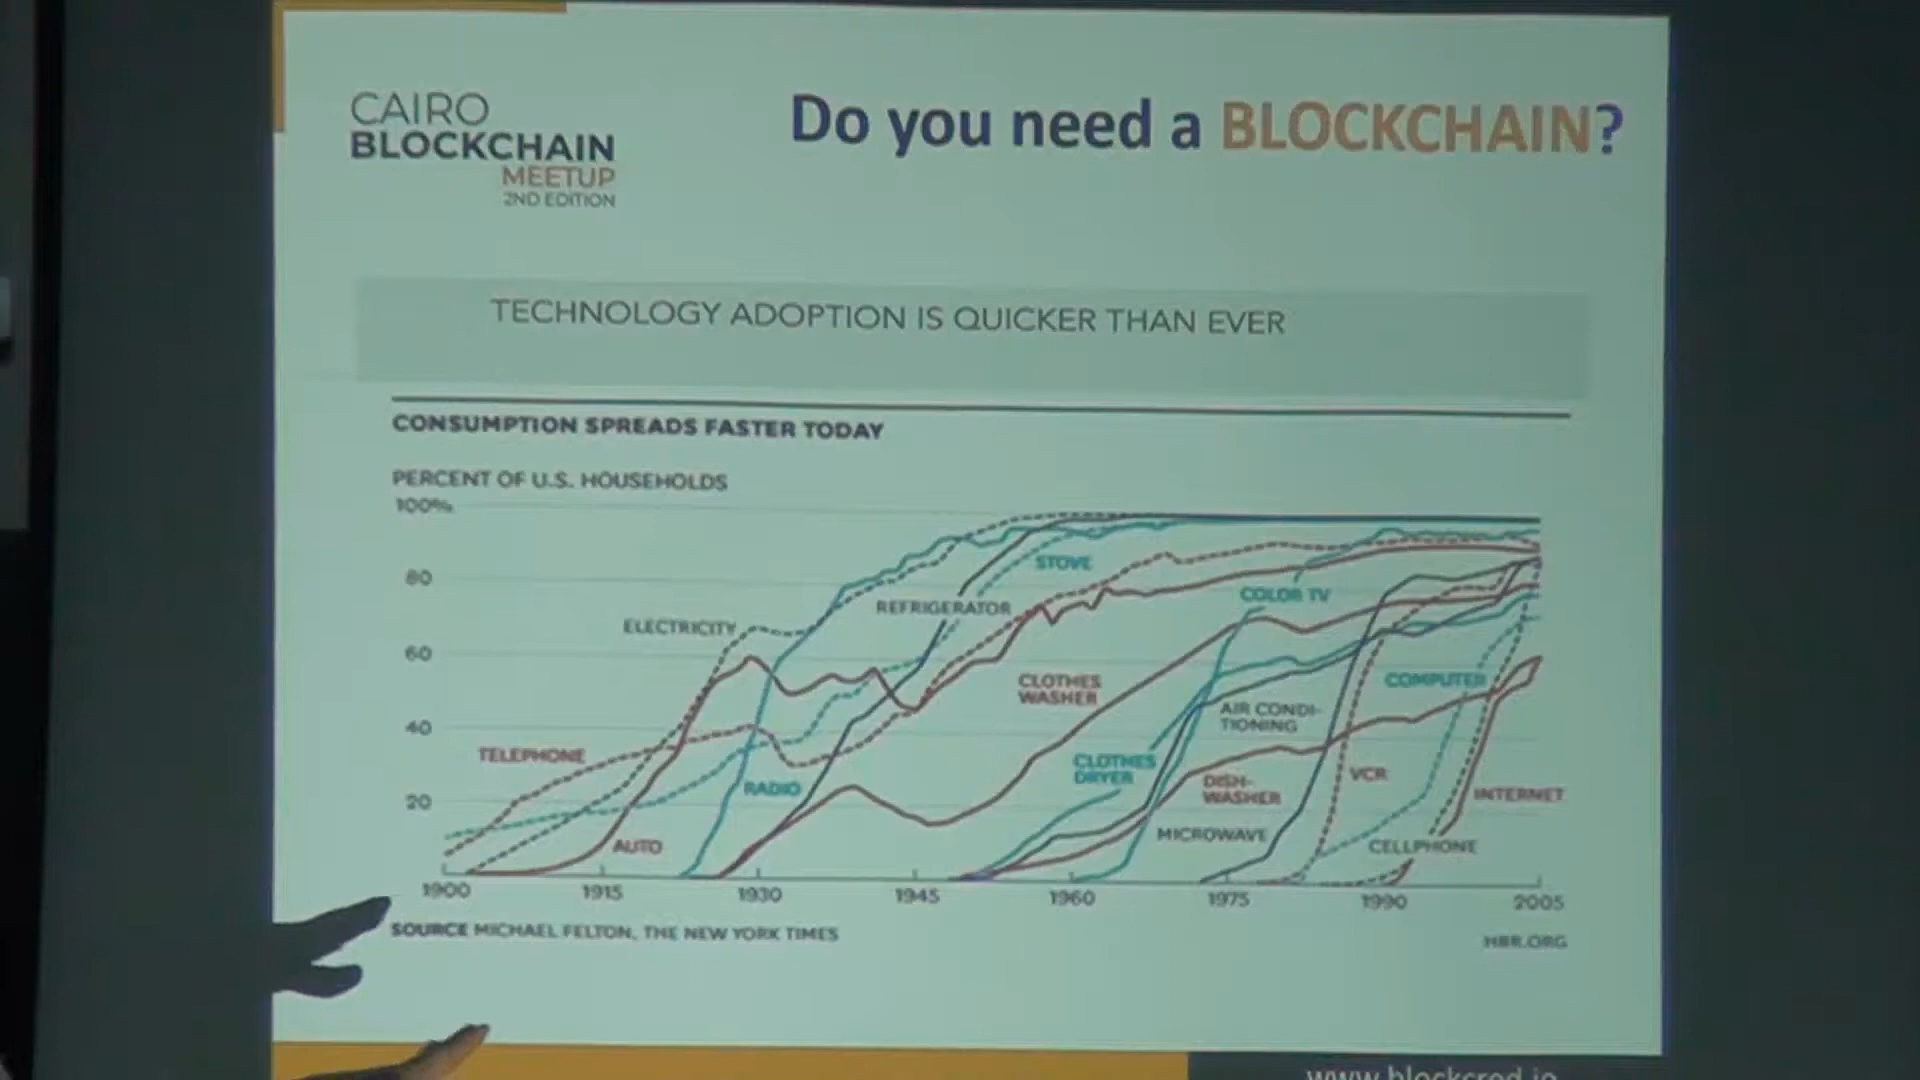 CAIRO
BLOCKCHAIN
MEETUP
2ND EDITION
Do you need a BLOCKCHAIN?
TECHNOLOGY ADOPTION IS QUICKER THAN EVER
CONSUMPTION SPREADS FASTER TODAY
PERCENT OF U.S. HOUSEHOLDS
100%
80
60
40
20
STOVE
REFRIGERATOR
ELECTRICITY
COLOR TV
CLOTHES
WASHER
COMPUTER
AIR CONDI-
TIONING
TELEPHONE
CLOTHES
DRYER
RADIO
DISH-
WASHER
VCR
INTERNET
MICROWAVE
AUTO
CELLPHONE
1900 1915 1930 1945 1960 1975 1990 2005
SOURCE MICHAEL FELTON, THE NEW YORK TIMES
HBR.ORG
www.blockcred.io